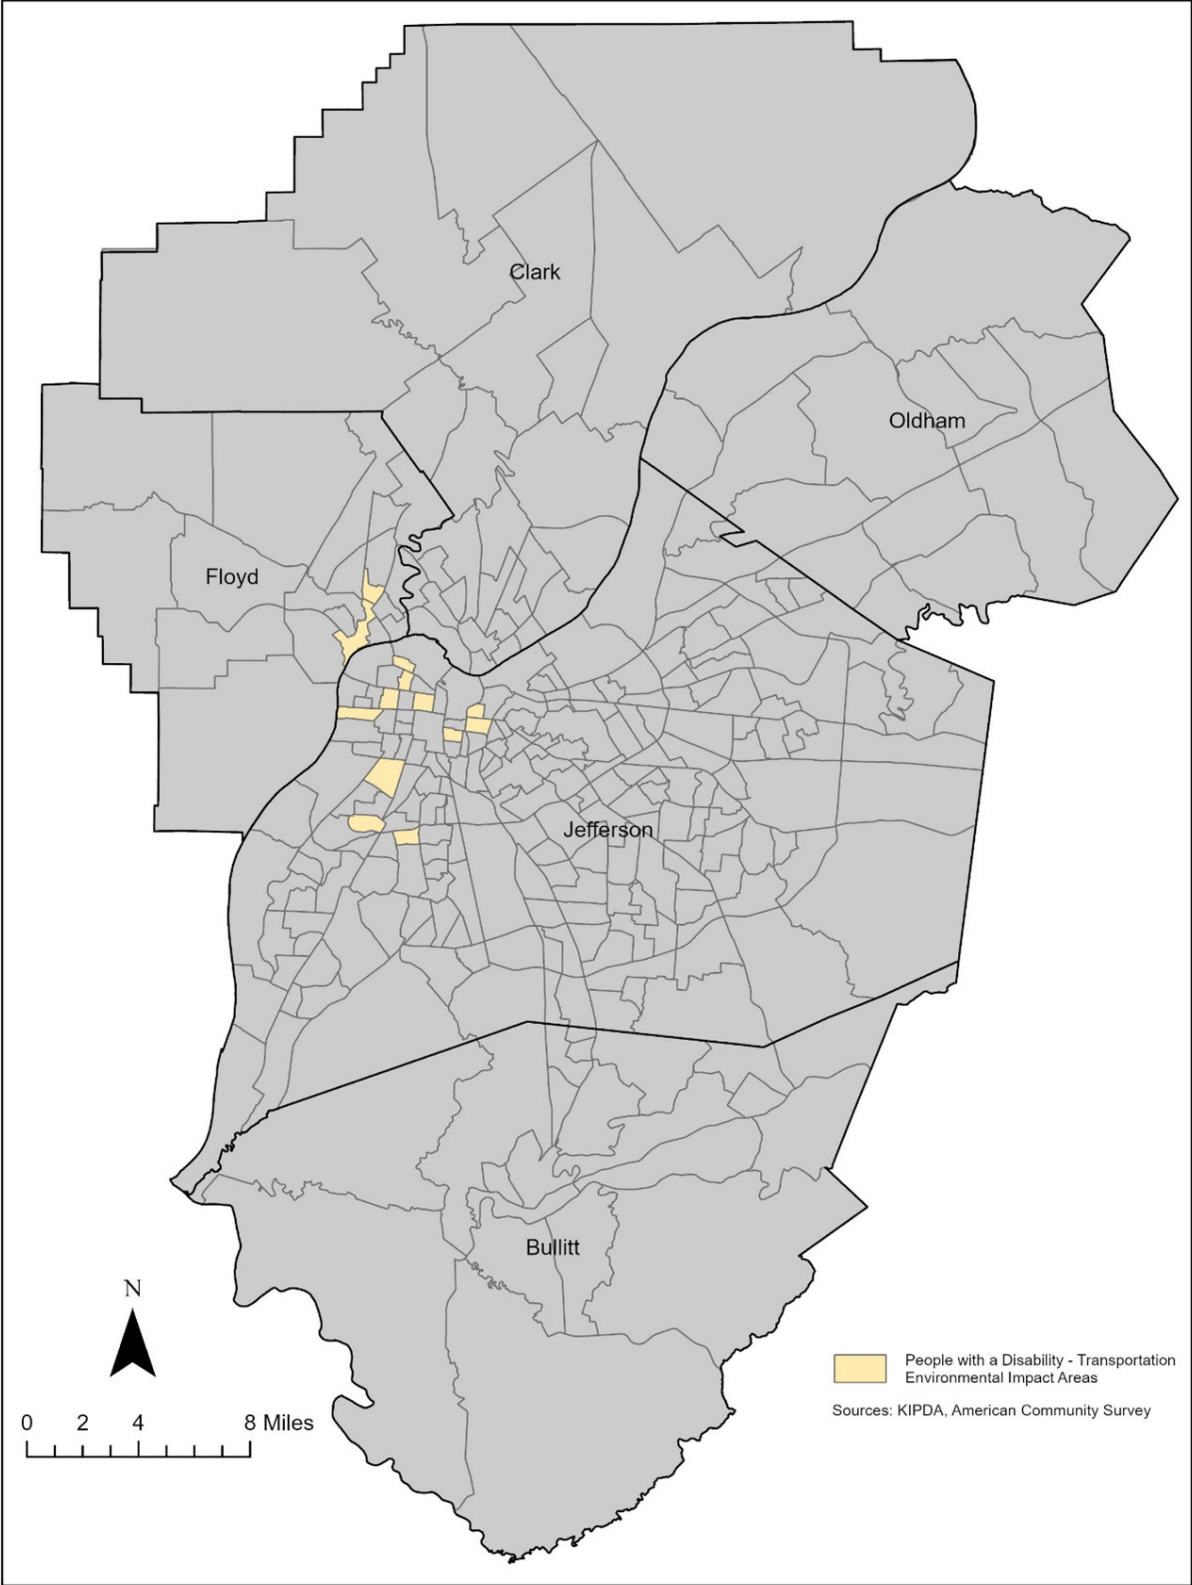 Clark
Oldham
Floyd
Jefferson
Bullitt
N
0 2 4 8 Miles
People with a Disability - Transportation
Environmental Impact Areas
Sources: KIPDA, American Community Survey